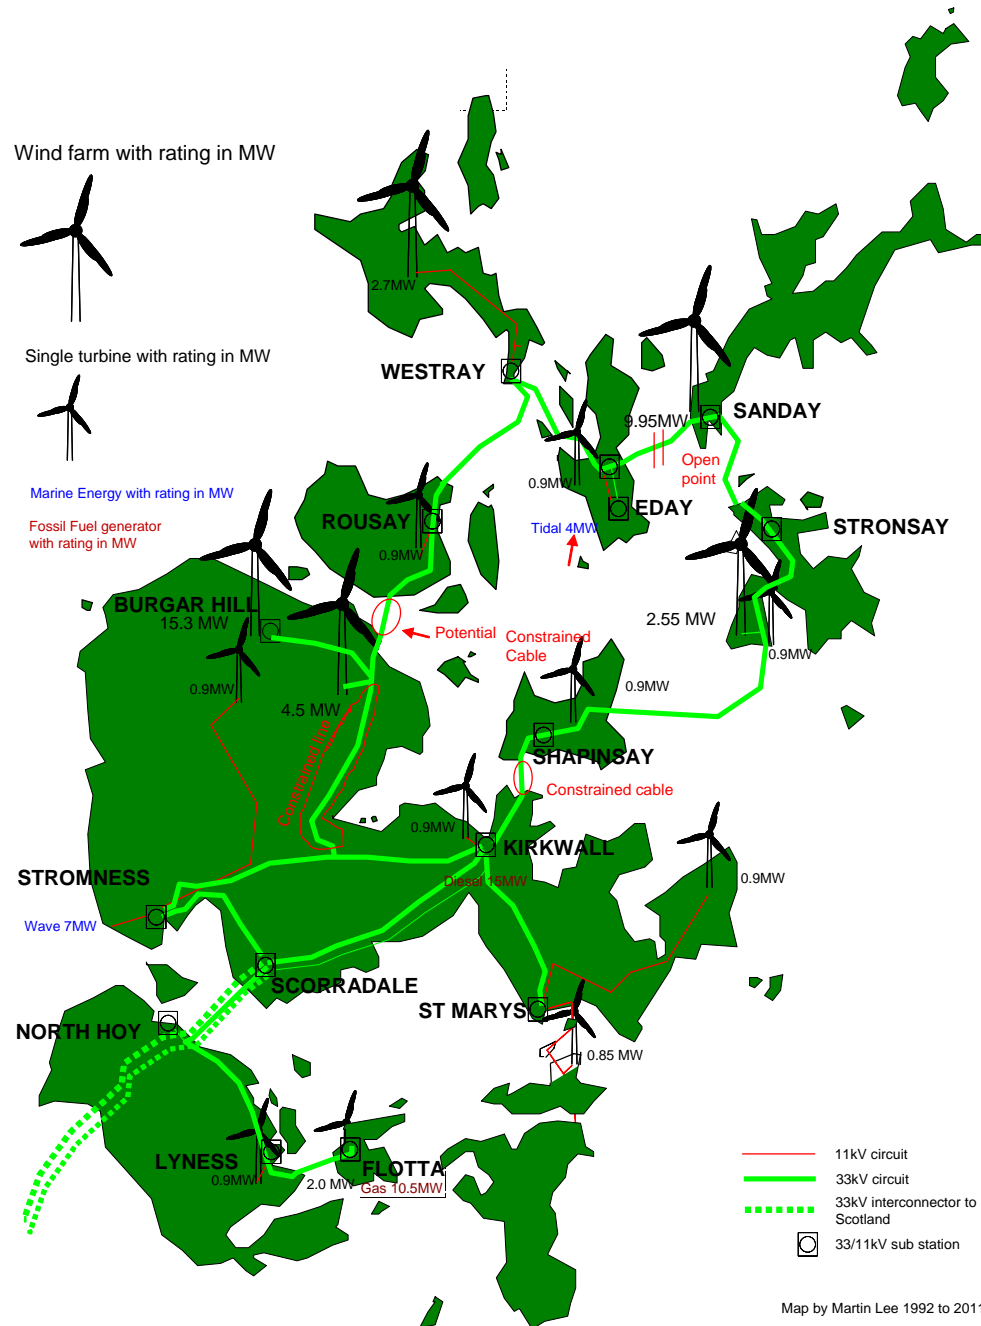 Wind farm with rating in MW
2.7MW
Single turbine with rating in MW
WESTRAY
SANDAY
9.95MW
Open
point
Marine Energy with rating in MW
0.9MW
EDAY
Fossil Fuel generator
with rating in MW
ROUSAY
Tidal 4MW
STRONSAY
0.9MW
BURGAR HILL
15.3 MW
2.55 MW
Potential
Constrained
Cable
0.9MW
0.9MW
0.9MW
4.5 MW
Constrained line
SHAPINSAY
Constrained cable
0.9MW
KIRKWALL
Diesel 15MW
0.9MW
STROMNESS
Wave 7MW
SCORRADALE
ST MARYS
NORTH HOY
0.85 MW
LYNESS
0.9MW
2.0 MW
FLOTTA
Gas 10.5MW
11kV circuit
33kV circuit
33kV interconnector to
Scotland
33/11kV sub station
Map by Martin Lee 1992 to 2011